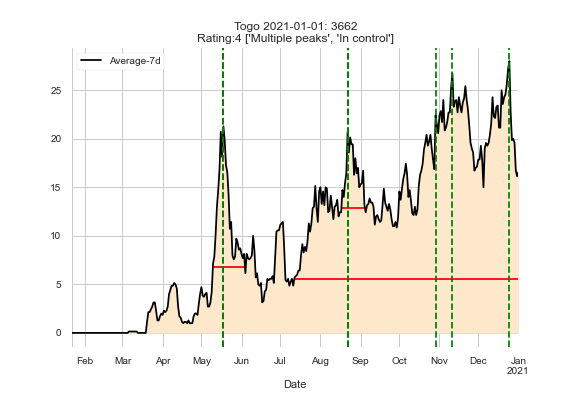 Togo 2021-01-01: 3662
Rating:4 ['Multiple peaks', 'In control']
Average-7d
25
20
15
10
5
0
Feb Mar Apr May Jun Jul Aug Sep Oct Nov Dec Jan
2021
Date